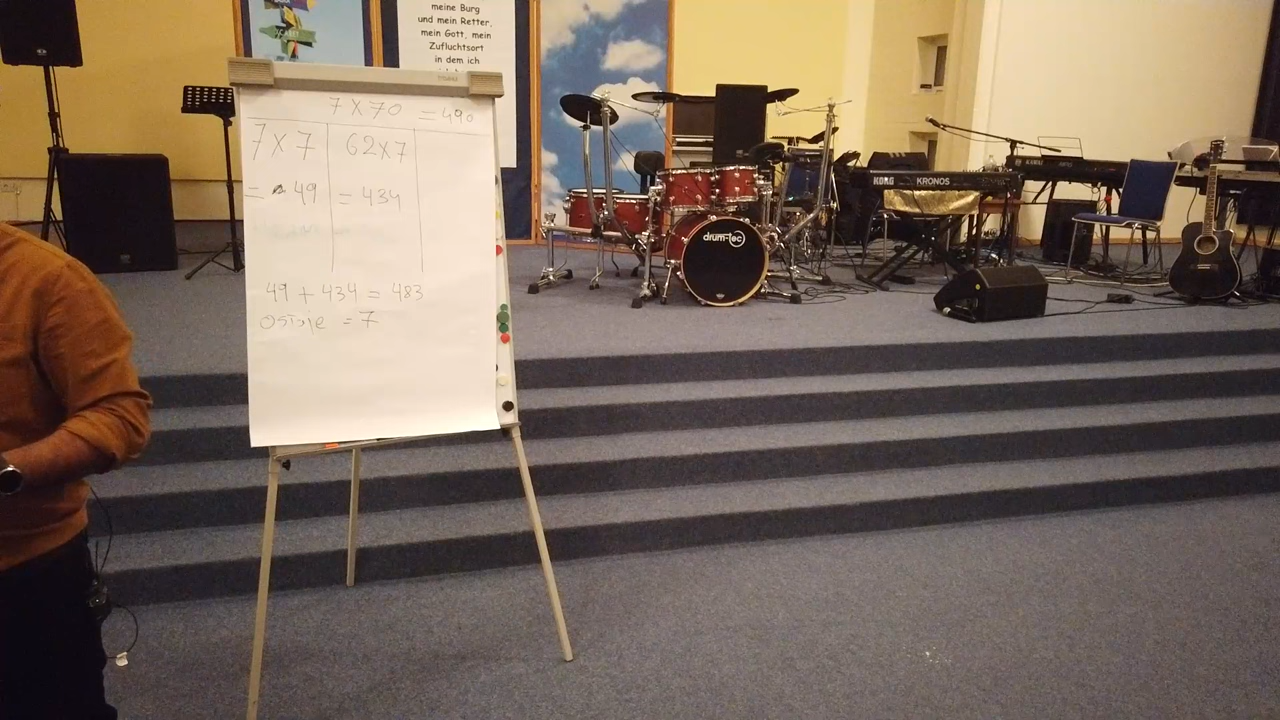 meine Burg
und mein Retter,
mein Gott, mein
Zufluchtsort
in dem ich
7 X 70 = 490
7 X 7
= 49
62 X 7
= 434
49 + 434 = 483
ostaje = 7
drum-tec
KORG KRONOS